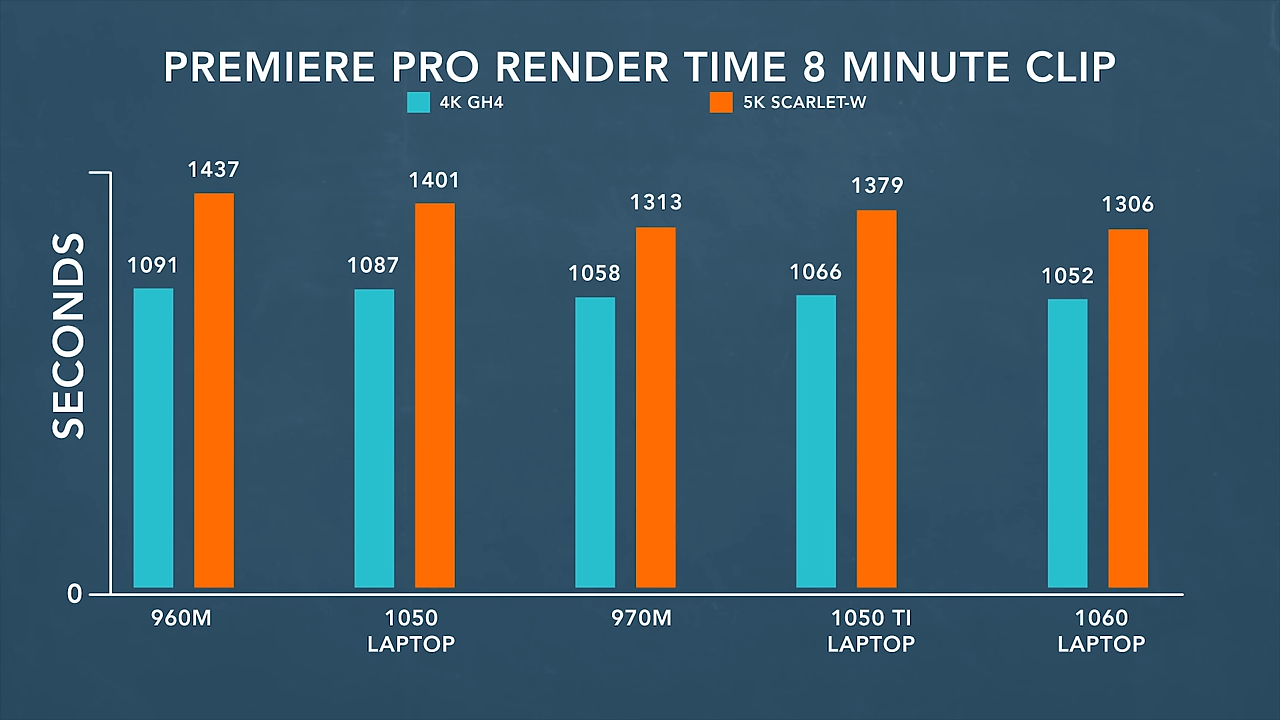 PREMIERE PRO RENDER TIME 8 MINUTE CLIP
4K GH4
5K SCARLET-W
SECONDS
0
1091
1437
1087
1401
1058
1313
1066
1379
1052
1306
960M
1050
LAPTOP
970M
1050 TI
LAPTOP
1060
LAPTOP